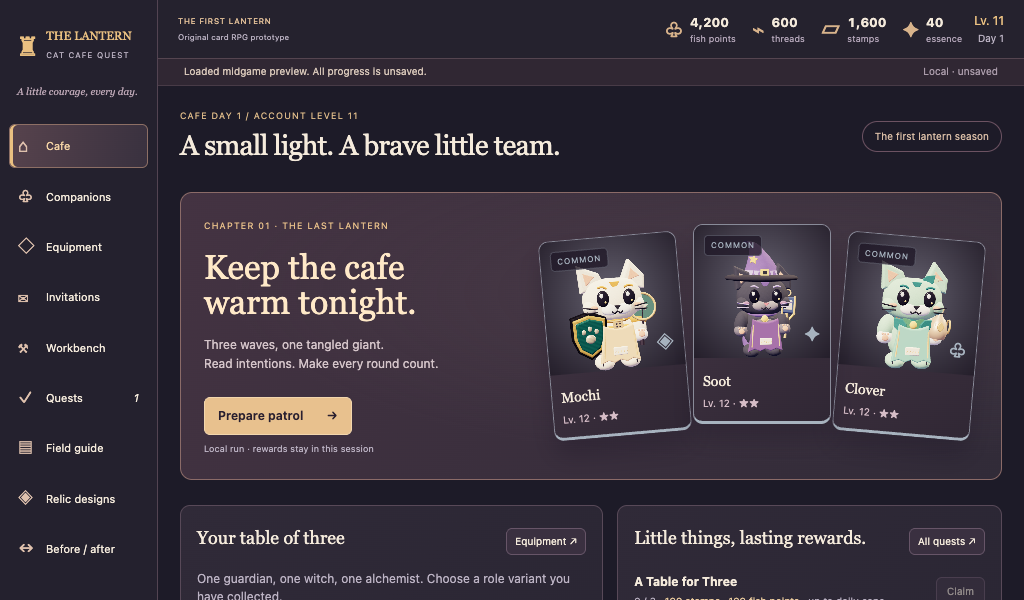 THE LANTERN
CAT CAFE QUEST
A little courage, every day.
Cafe
Companions
Equipment
Invitations
Workbench
Quests 1
Field guide
Relic designs
Before / after
THE FIRST LANTERN
Original card RPG prototype
4,200
fish points
600
threads
1,600
stamps
40
essence
Lv. 11
Day 1
Loaded midgame preview. All progress is unsaved.
Local · unsaved
CAFE DAY 1 / ACCOUNT LEVEL 11
A small light. A brave little team.
The first lantern season
CHAPTER 01 · THE LAST LANTERN
Keep the cafe
warm tonight.
Three waves, one tangled giant.
Read intentions. Make every round count.
Prepare patrol →
Local run · rewards stay in this session
COMMON
Mochi
Lv. 12 · ★★
COMMON
Soot
Lv. 12 · ★★
COMMON
Clover
Lv. 12 · ★★
Your table of three
Equipment ↗
One guardian, one witch, one alchemist. Choose a role variant you
have collected.
Little things, lasting rewards.
All quests ↗
A Table for Three
Claim